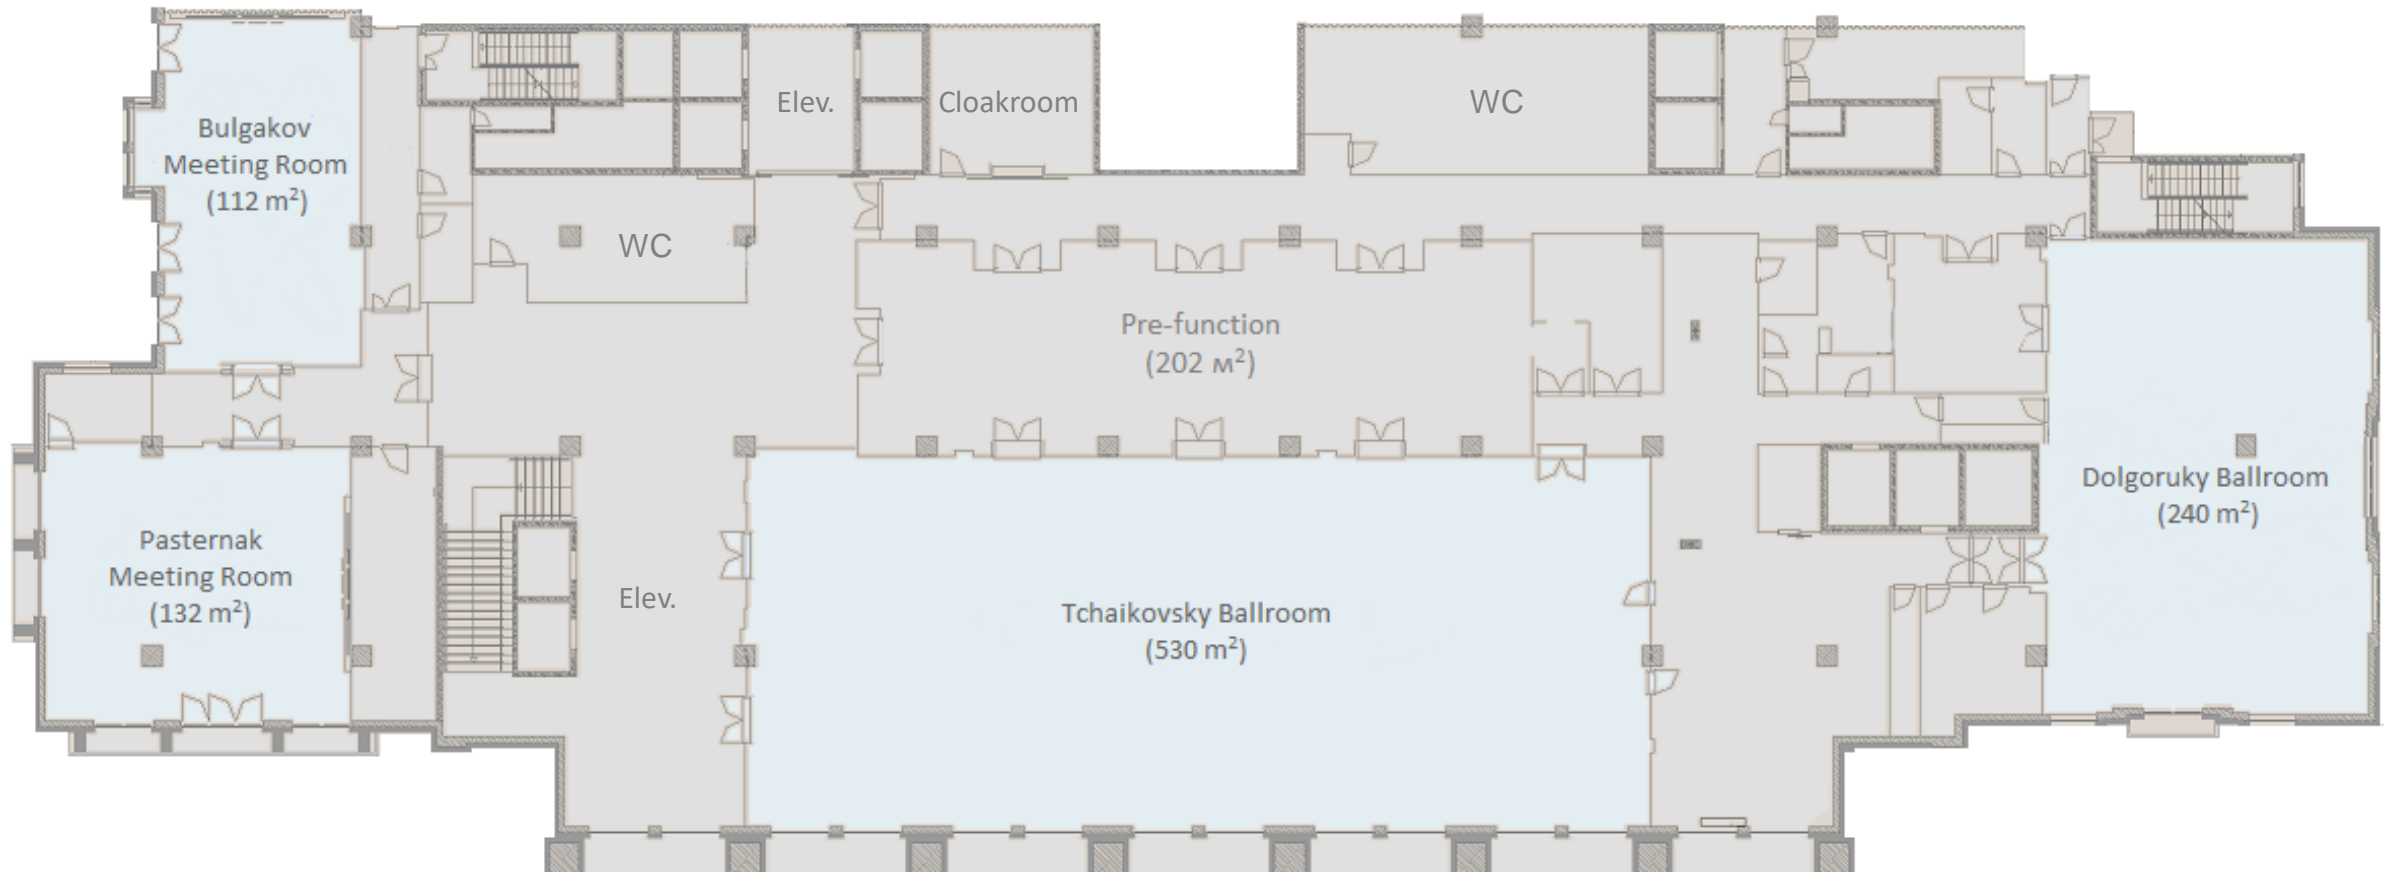 Bulgakov
Meeting Room
(112 m²)
Elev.
Cloakroom
WC
WC
Pre-function
(202 м²)
Dolgoruky Ballroom
(240 m²)
Pasternak
Meeting Room
(132 m²)
Elev.
Tchaikovsky Ballroom
(530 m²)